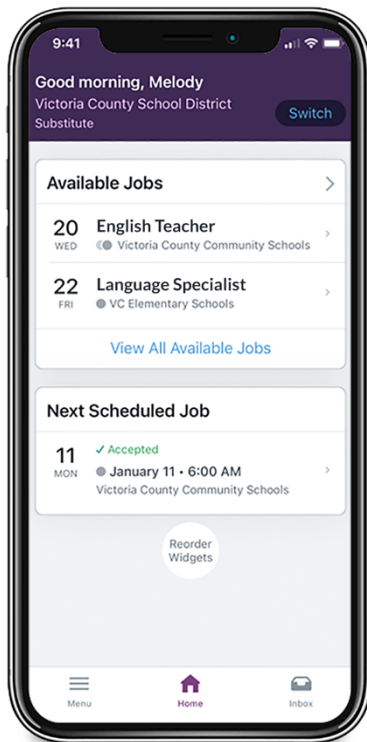 9:41
Good morning, Melody
Victoria County School District
Substitute
Switch
Available Jobs
20 English Teacher
WED Victoria County Community Schools
22 Language Specialist
FRI VC Elementary Schools
View All Available Jobs
Next Scheduled Job
✓ Accepted
11 January 11 • 6:00 AM
MON Victoria County Community Schools
Reorder
Widgets
Menu Home Inbox